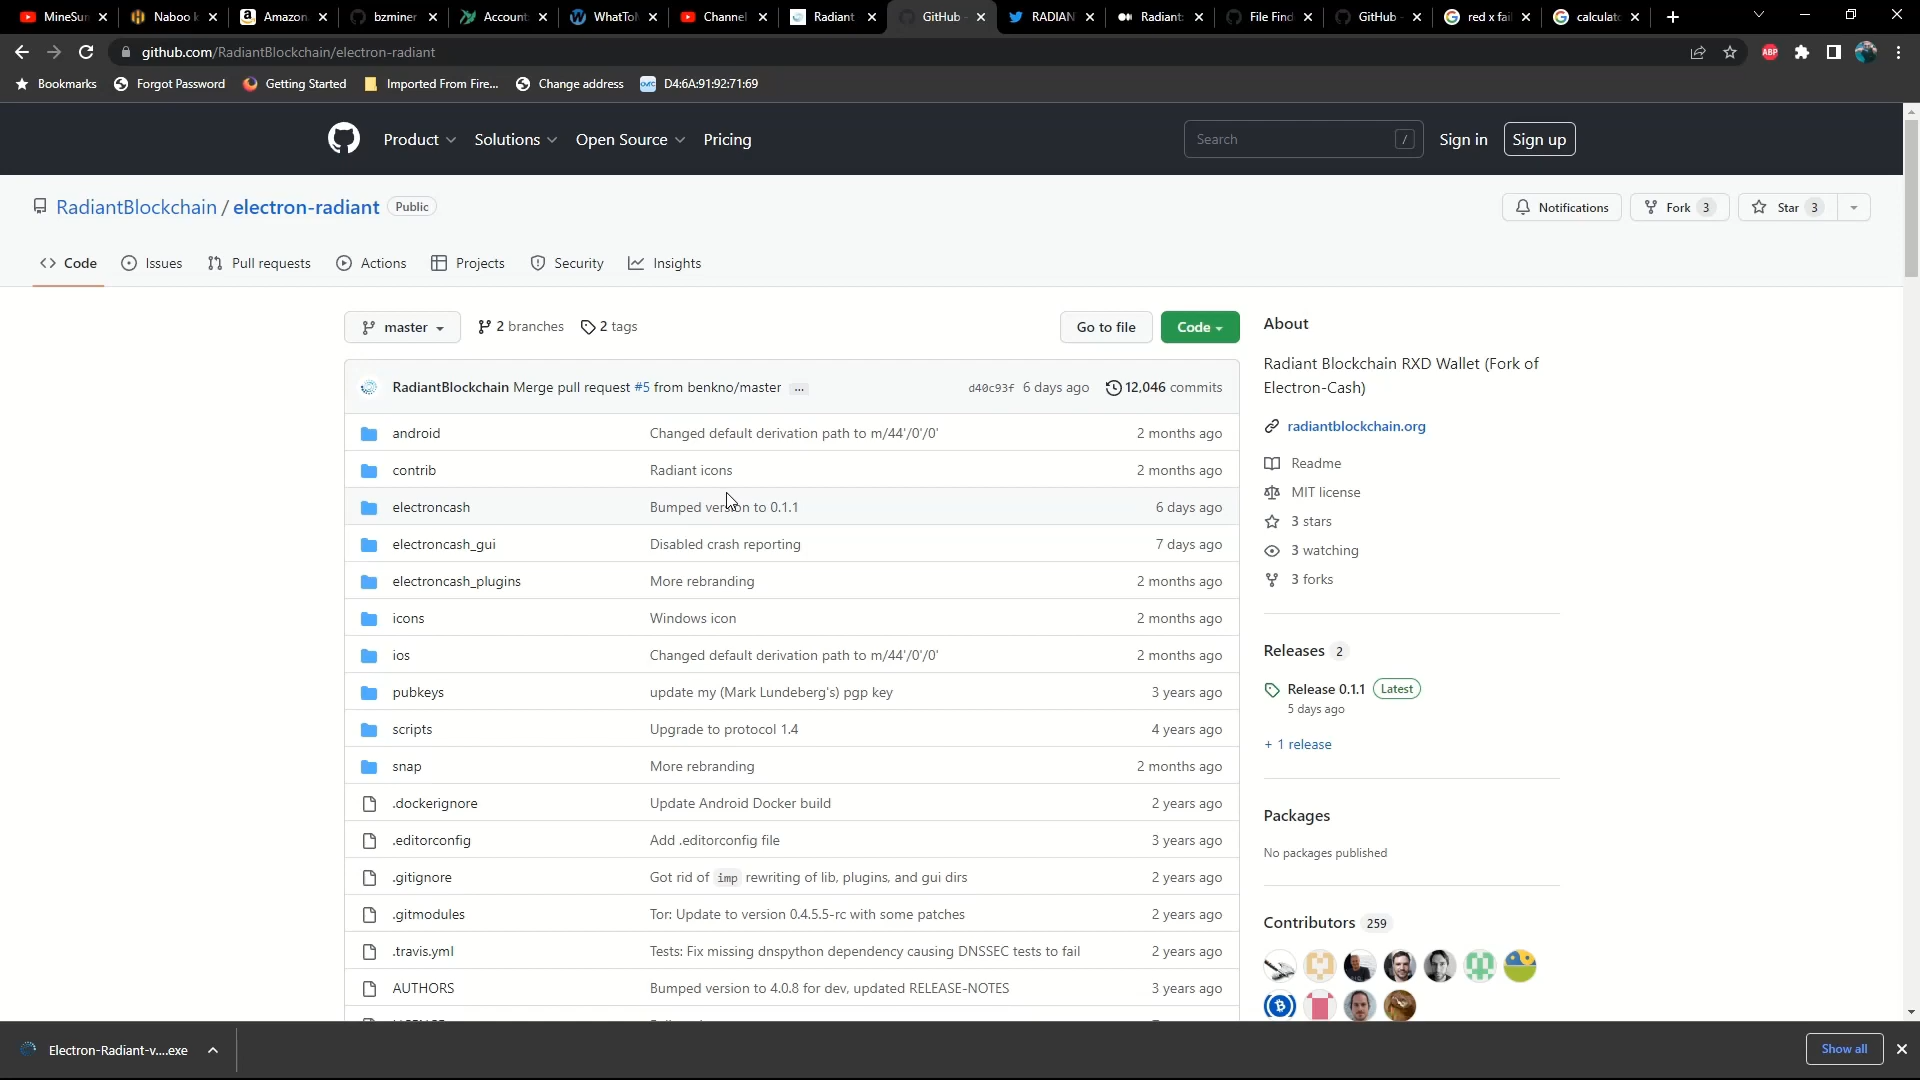 MineSun
Naboo k
Amazon.
bzminer
Account:
WhatToM
Channel
Radiant
GitHub -
RADIAN
Radiant:
File Find
GitHub -
red x fai
calculat
github.com/RadiantBlockchain/electron-radiant
ABP
Bookmarks
Forgot Password
Getting Started
Imported From Fire...
Change address
OvrC
D4:6A:91:92:71:69
Product
Solutions
Open Source
Pricing
Search
/
Sign in
Sign up
RadiantBlockchain / electron-radiant
Public
Notifications
Fork 3
Star 3
Code
Issues
Pull requests
Actions
Projects
Security
Insights
master
2 branches
2 tags
Go to file
Code
RadiantBlockchain Merge pull request #5 from benkno/master ...
d40c93f 6 days ago
12,046 commits
android Changed default derivation path to m/44'/0'/0' 2 months ago
contrib Radiant icons 2 months ago
electroncash Bumped version to 0.1.1 6 days ago
electroncash_gui Disabled crash reporting 7 days ago
electroncash_plugins More rebranding 2 months ago
icons Windows icon 2 months ago
ios Changed default derivation path to m/44'/0'/0' 2 months ago
pubkeys update my (Mark Lundeberg's) pgp key 3 years ago
scripts Upgrade to protocol 1.4 4 years ago
snap More rebranding 2 months ago
.dockerignore Update Android Docker build 2 years ago
.editorconfig Add .editorconfig file 3 years ago
.gitignore Got rid of imp rewriting of lib, plugins, and gui dirs 2 years ago
.gitmodules Tor: Update to version 0.4.5.5-rc with some patches 2 years ago
.travis.yml Tests: Fix missing dnspython dependency causing DNSSEC tests to fail 2 years ago
AUTHORS Bumped version to 4.0.8 for dev, updated RELEASE-NOTES 3 years ago
About
Radiant Blockchain RXD Wallet (Fork of
Electron-Cash)
radiantblockchain.org
Readme
MIT license
3 stars
3 watching
3 forks
Releases 2
Release 0.1.1 Latest
5 days ago
+ 1 release
Packages
No packages published
Contributors 259
Electron-Radiant-v....exe
Show all